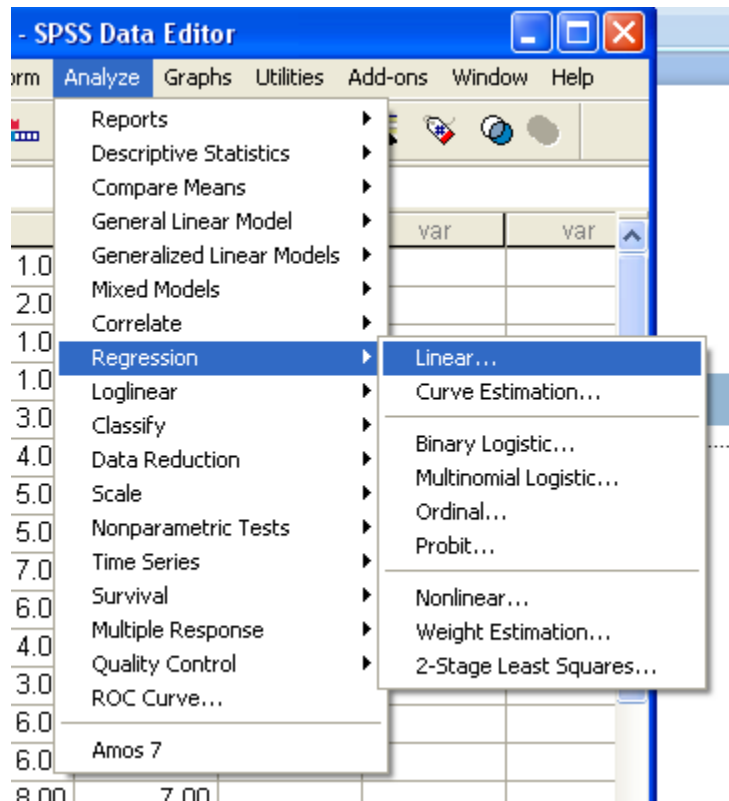 - SPSS Data Editor
orm Analyze Graphs Utilities Add-ons Window Help
Reports
Descriptive Statistics
Compare Means
General Linear Model
Generalized Linear Models
Mixed Models
Correlate
Regression
Loglinear
Classify
Data Reduction
Scale
Nonparametric Tests
Time Series
Survival
Multiple Response
Quality Control
ROC Curve...
Amos 7
Linear...
Curve Estimation...
Binary Logistic...
Multinomial Logistic...
Ordinal...
Probit...
Nonlinear...
Weight Estimation...
2-Stage Least Squares...
var var
1.0
2.0
1.0
1.0
3.0
4.0
5.0
5.0
7.0
6.0
4.0
3.0
6.0
6.0
8.00 7.00